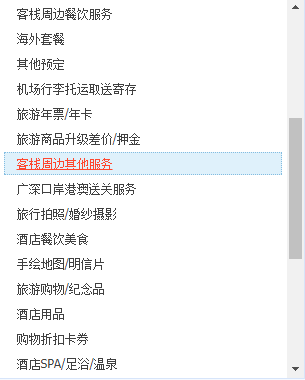 客栈周边餐饮服务
海外套餐
其他预定
机场行李托运取送寄存
旅游年票/年卡
旅游商品升级差价/押金
客栈周边其他服务
广深口岸港澳送关服务
旅行拍照/婚纱摄影
酒店餐饮美食
手绘地图/明信片
旅游购物/纪念品
酒店用品
购物折扣卡券
酒店SPA/足浴/温泉